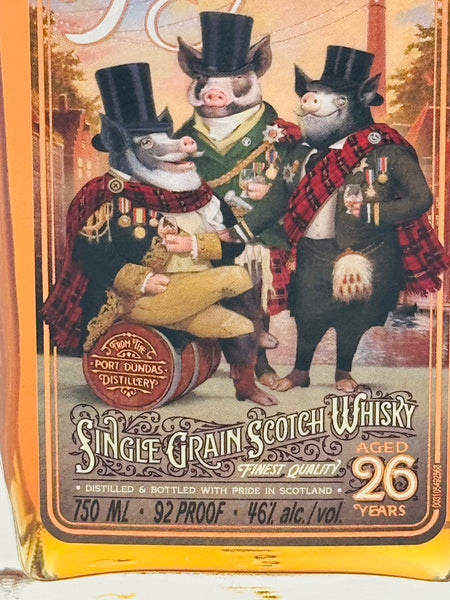 FROM THE
PORT DUNDAS
DISTILLERY
SINGLE GRAIN SCOTCH WHISKY
FINEST QUALITY
• DISTILLED & BOTTLED WITH PRIDE IN SCOTLAND •
AGED
26
YEARS
750 ML • 92 PROOF • 46% alc./vol.